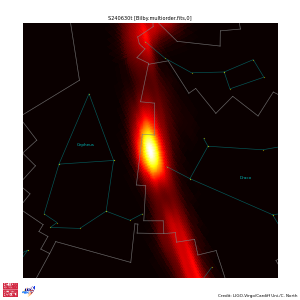 S240630t [Bilby.multiorder.fits,0]
Cepheus
Draco
Credit: LIGO-Virgo/Cardiff Uni./C. North